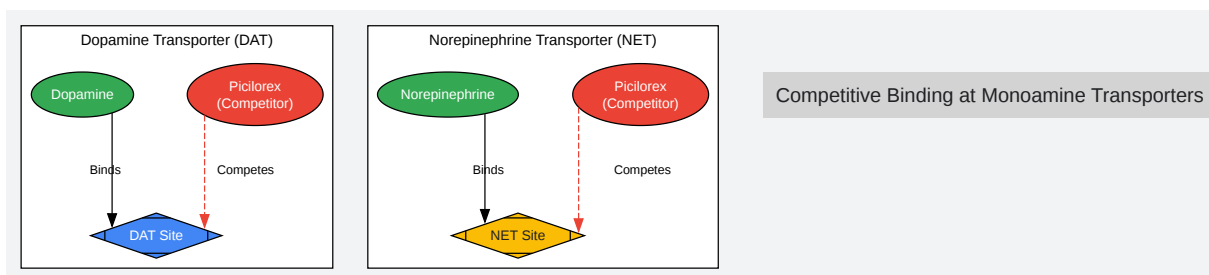 Dopamine Transporter (DAT)
Dopamine
Picilorex
(Competitor)
Binds
Competes
DAT Site
Norepinephrine Transporter (NET)
Norepinephrine
Picilorex
(Competitor)
Binds
Competes
NET Site
Competitive Binding at Monoamine Transporters